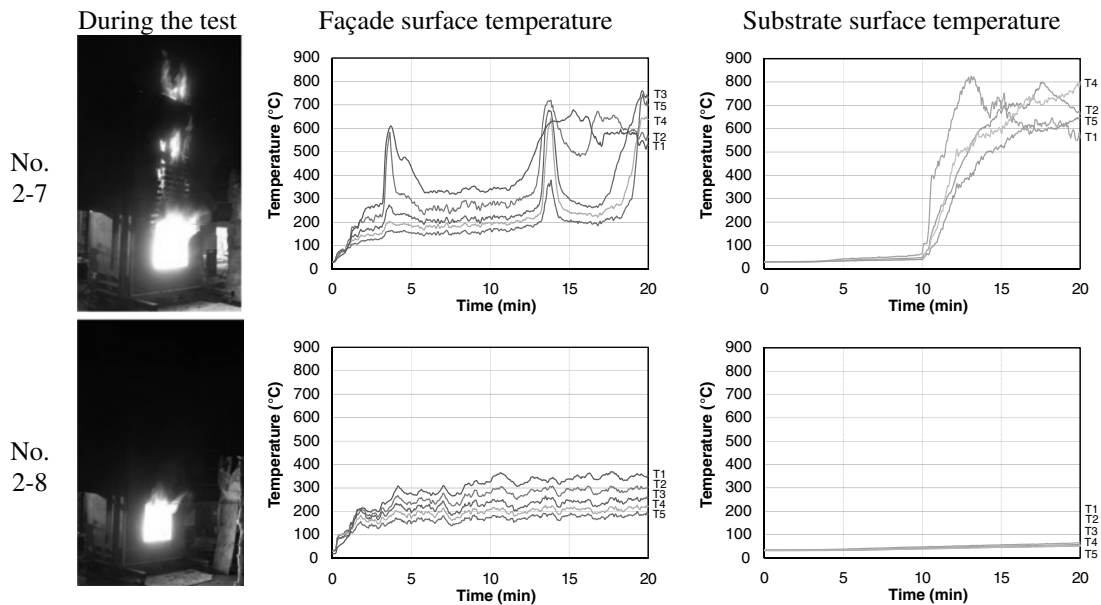 During the test Façade surface temperature Substrate surface temperature
No.
2-7
Temperature (°C)
900
800
700
600
500
400
300
200
100
0
0 5 10 15 20
Time (min)
T3
T5
T4
T2
T1
Temperature (°C)
900
800
700
600
500
400
300
200
100
0
0 5 10 15 20
Time (min)
T4
T2
T5
T1
No.
2-8
Temperature (°C)
900
800
700
600
500
400
300
200
100
0
0 5 10 15 20
Time (min)
T1
T2
T3
T4
T5
Temperature (°C)
900
800
700
600
500
400
300
200
100
0
0 5 10 15 20
Time (min)
T1
T2
T3
T4
T5